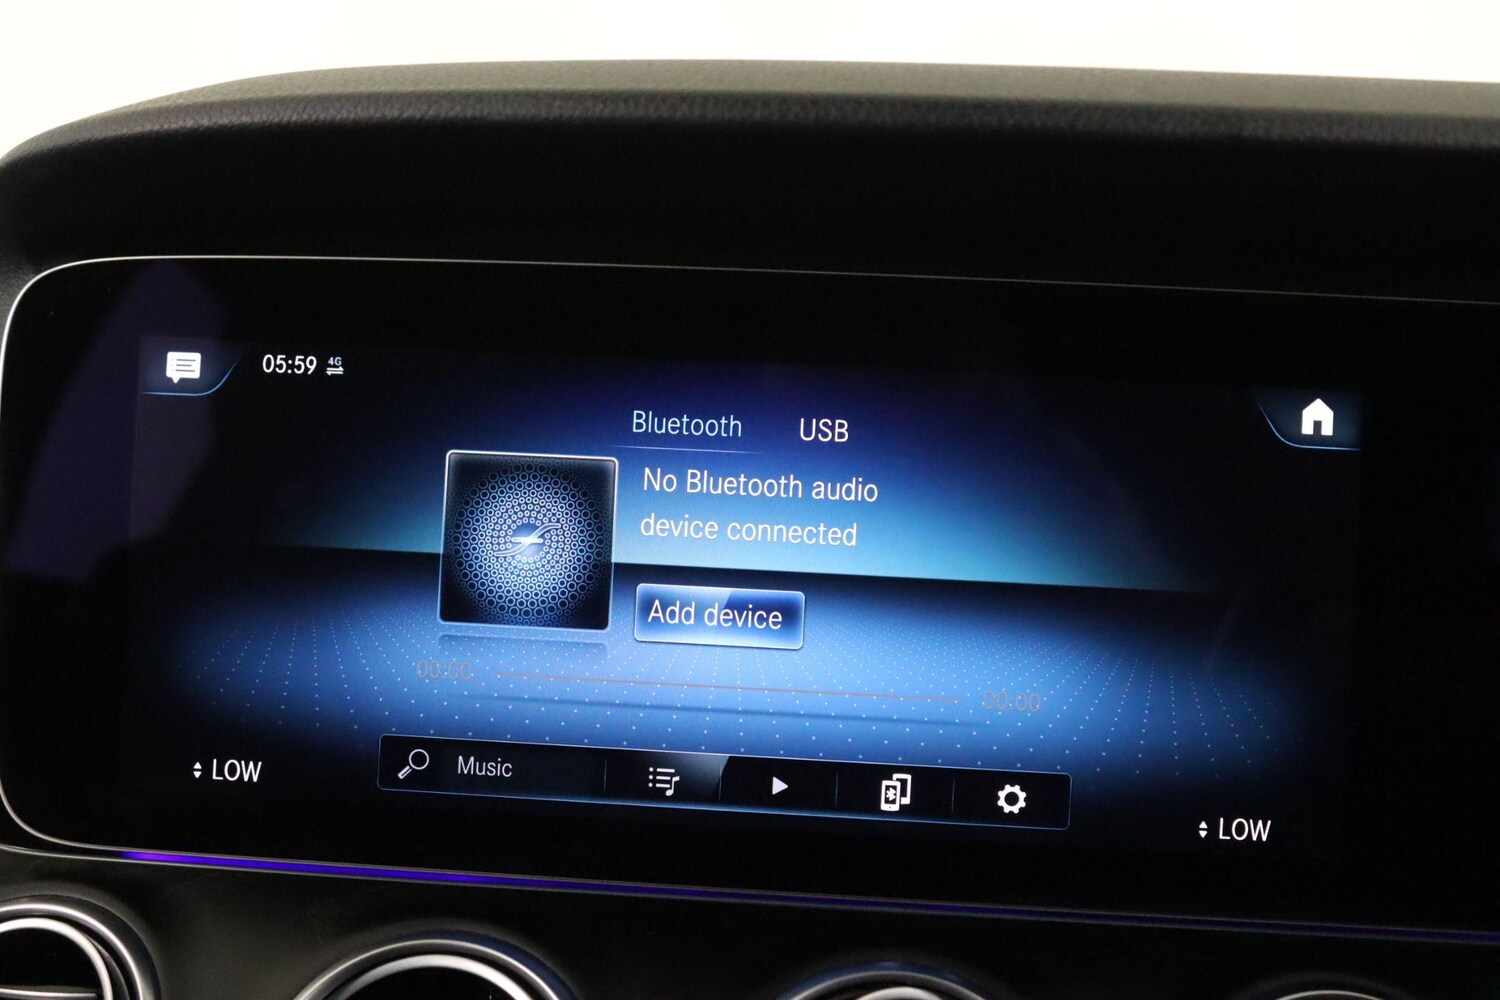 05:59 4G
Bluetooth USB
No Bluetooth audio
device connected
Add device
00:00 00:00
LOW
Music
LOW